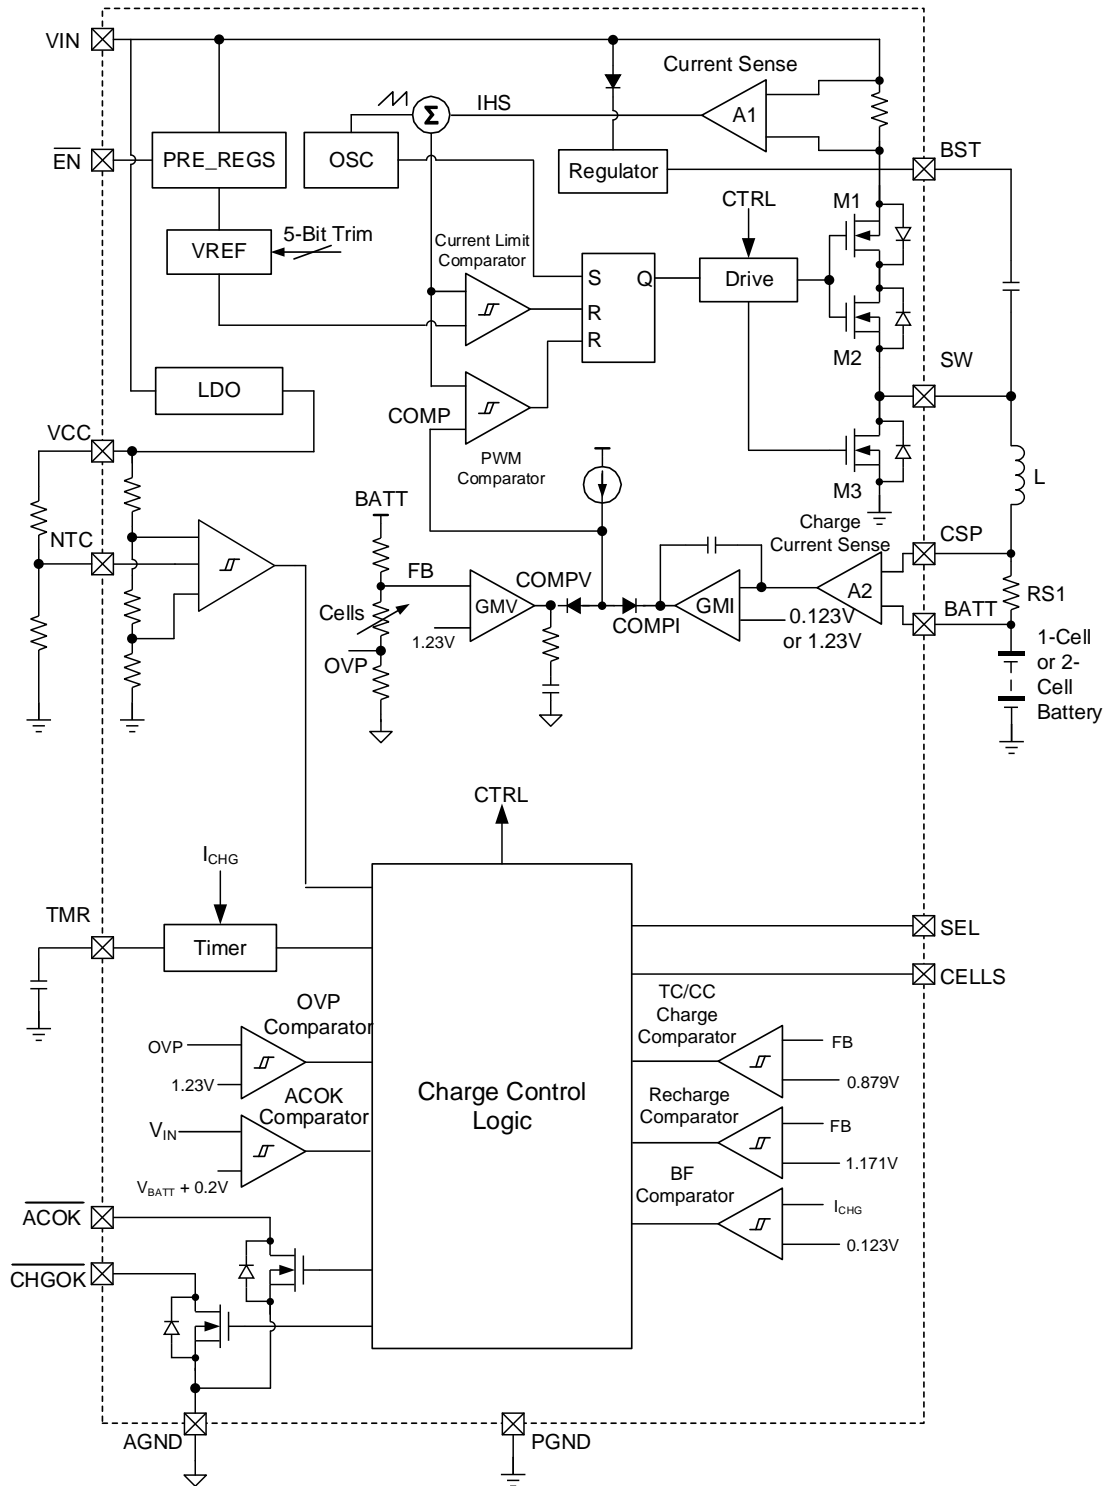 VIN
Current Sense
IHS
Σ
A1
EN
PRE_REGS
OSC
Regulator
BST
CTRL
M1
5-Bit Trim
VREF
Current Limit
Comparator
S
Q
Drive
R
R
M2
SW
LDO
COMP
VCC
PWM
Comparator
M3
L
BATT
NTC
Charge
Current Sense
CSP
FB
COMPV
Cells
GMV
GMI
A2
RS1
BATT
1.23V
COMPI
0.123V
or 1.23V
OVP
1-Cell
or 2-
Cell
Battery
CTRL
ICHG
TMR
Timer
SEL
CELLS
OVP
Comparator
TC/CC
Charge
Comparator
OVP
FB
1.23V
0.879V
Charge Control
Logic
ACOK
Comparator
Recharge
Comparator
VIN
FB
VBATT + 0.2V
1.171V
BF
Comparator
ACOK
ICHG
0.123V
CHGOK
AGND
PGND